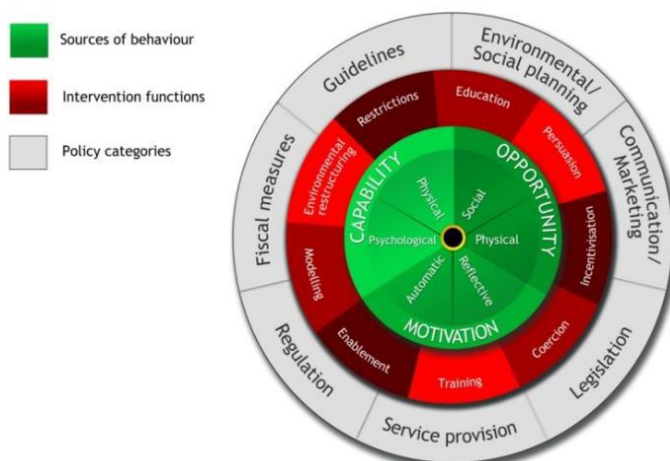 Sources of behaviour
Intervention functions
Policy categories
Guidelines
Environmental/
Social planning
Communication/
Marketing
Legislation
Service provision
Regulation
Fiscal measures
Restrictions
Education
Persuasion
Incentivisation
Coercion
Training
Enablement
Modelling
Environmental
restructuring
CAPABILITY
OPPORTUNITY
MOTIVATION
Physical
Social
Psychological
Physical
Automatic
Reflective